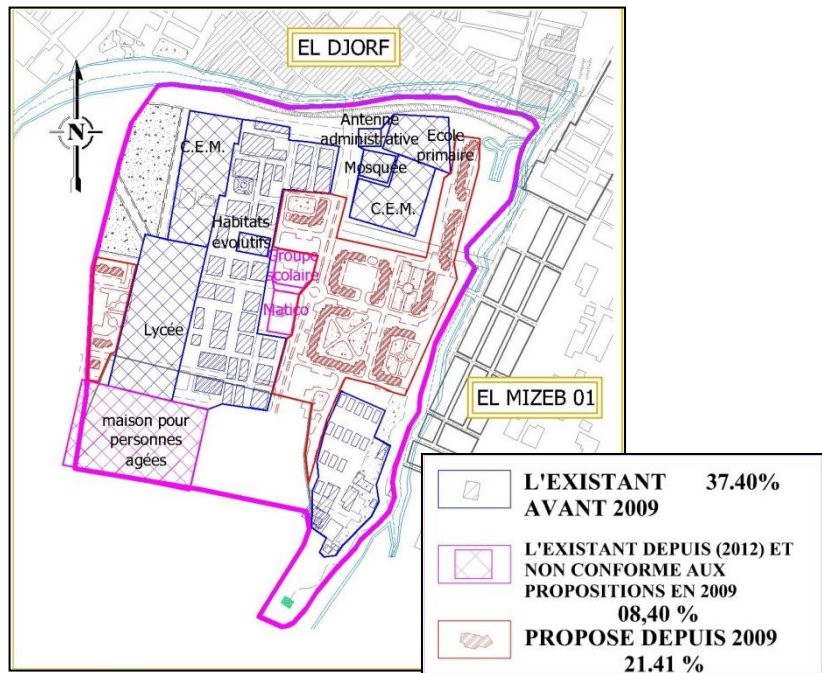 EL DJORF
N
Antenne
administrative
Ecole
primaire
C.E.M.
Mosquée
C.E.M.
Habitats
évolutifs
Groupe
scolaire
Matico
Lycée
EL MIZEB 01
maison pour
personnes
agées
L'EXISTANT 37.40%
AVANT 2009
L'EXISTANT DEPUIS (2012) ET
NON CONFORME AUX
PROPOSITIONS EN 2009
08,40 %
PROPOSE DEPUIS 2009
21.41 %